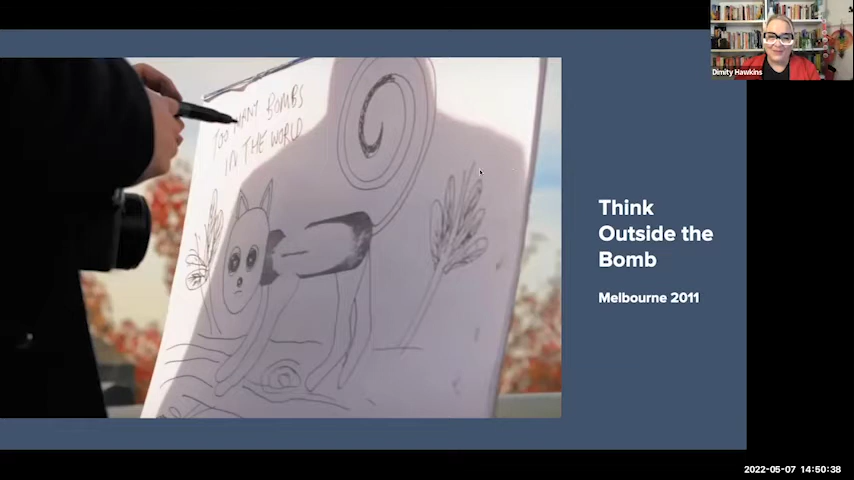 Dimity Hawkins
TOO MANY BOMBS
IN THE WORLD
Think
Outside the
Bomb
Melbourne 2011
2022-05-07 14:50:38